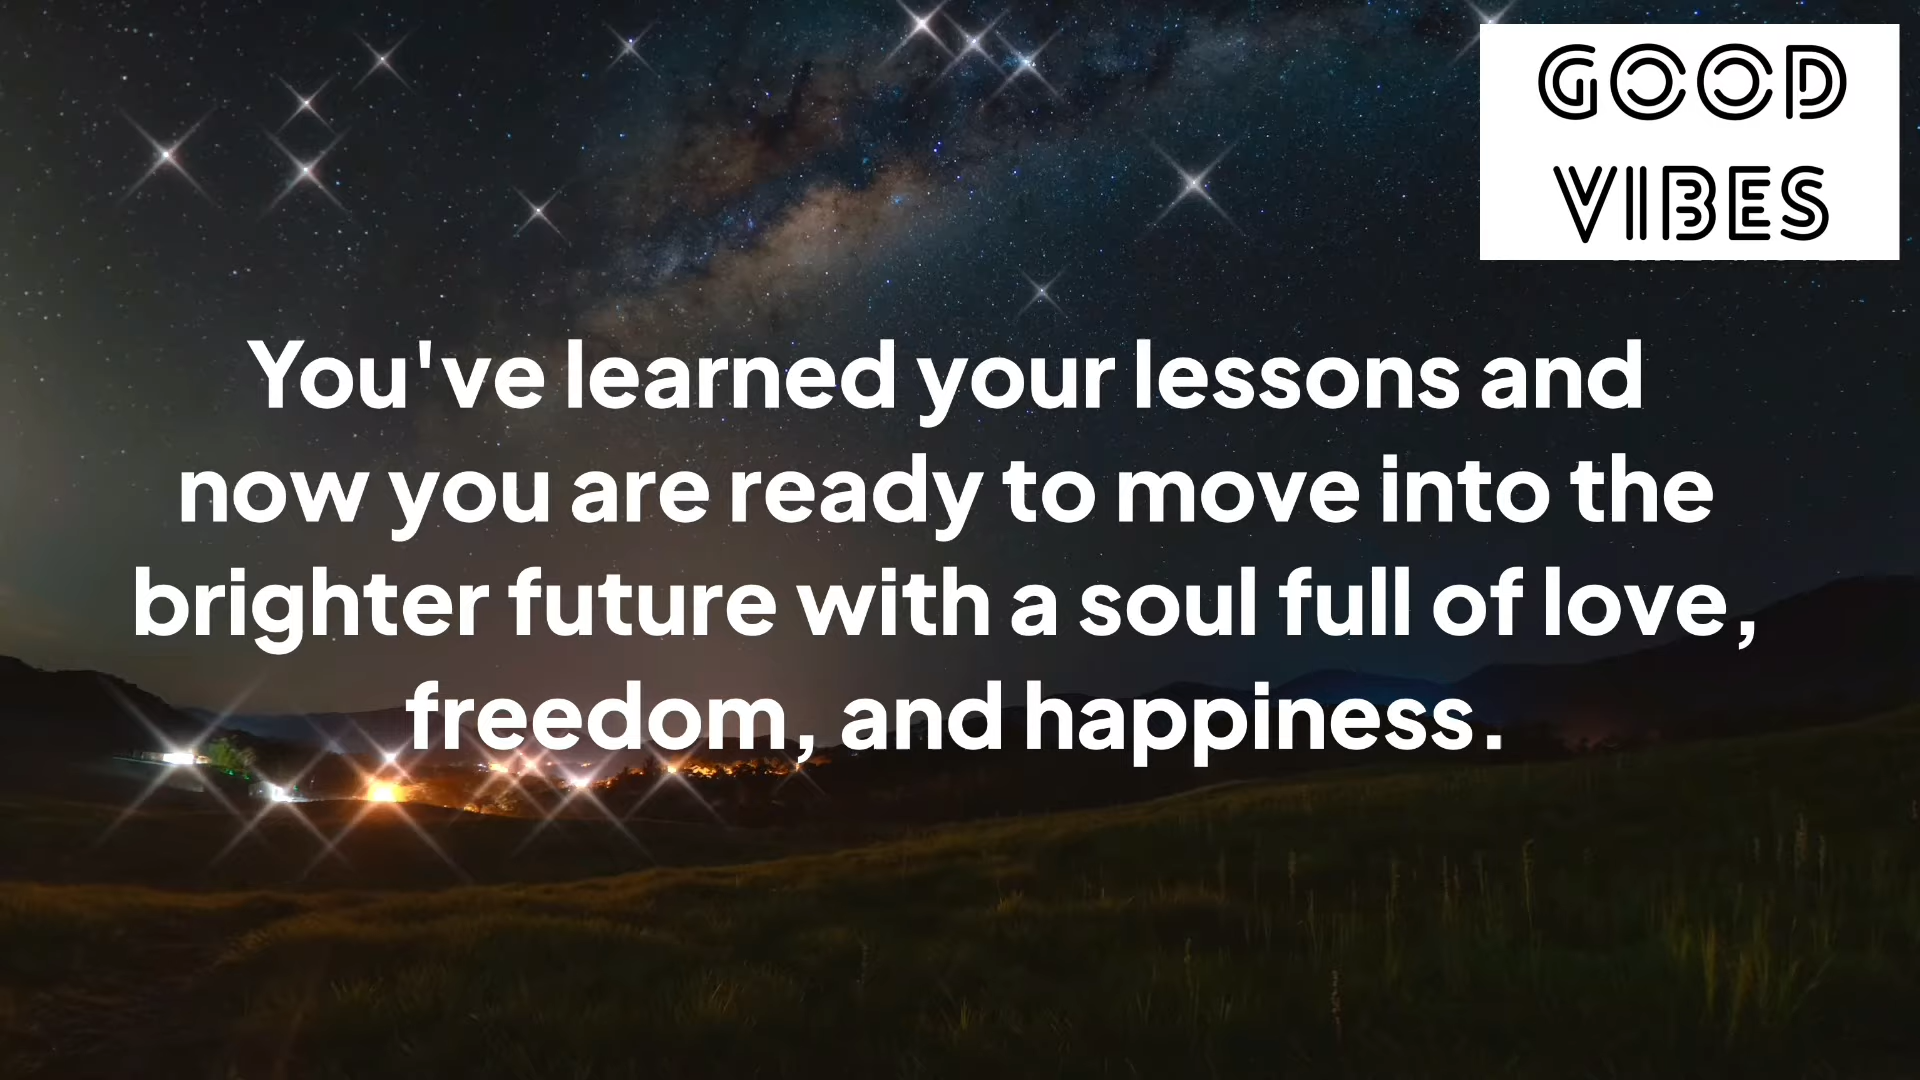 GOOD
VIBES
You've learned your lessons and
now you are ready to move into the
brighter future with a soul full of love,
freedom, and happiness.